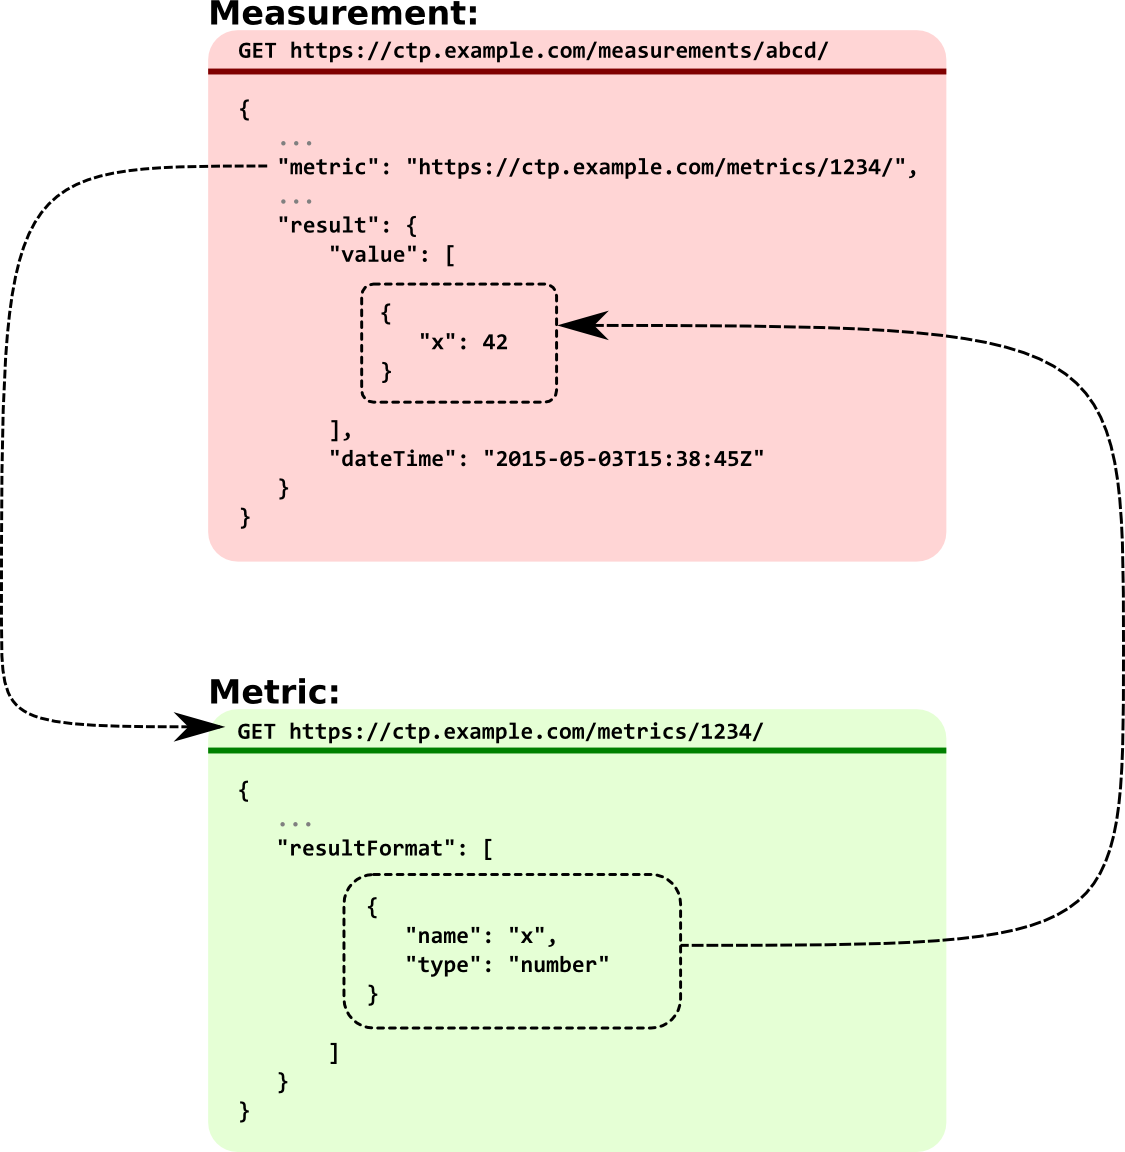 Measurement:
GET https://ctp.example.com/measurements/abcd/
{
...
"metric": "https://ctp.example.com/metrics/1234/",
...
"result": {
"value": [
{
"x": 42
}
],
"dateTime": "2015-05-03T15:38:45Z"
}
}
Metric:
GET https://ctp.example.com/metrics/1234/
{
...
"resultFormat": [
{
"name": "x",
"type": "number"
}
]
}
}